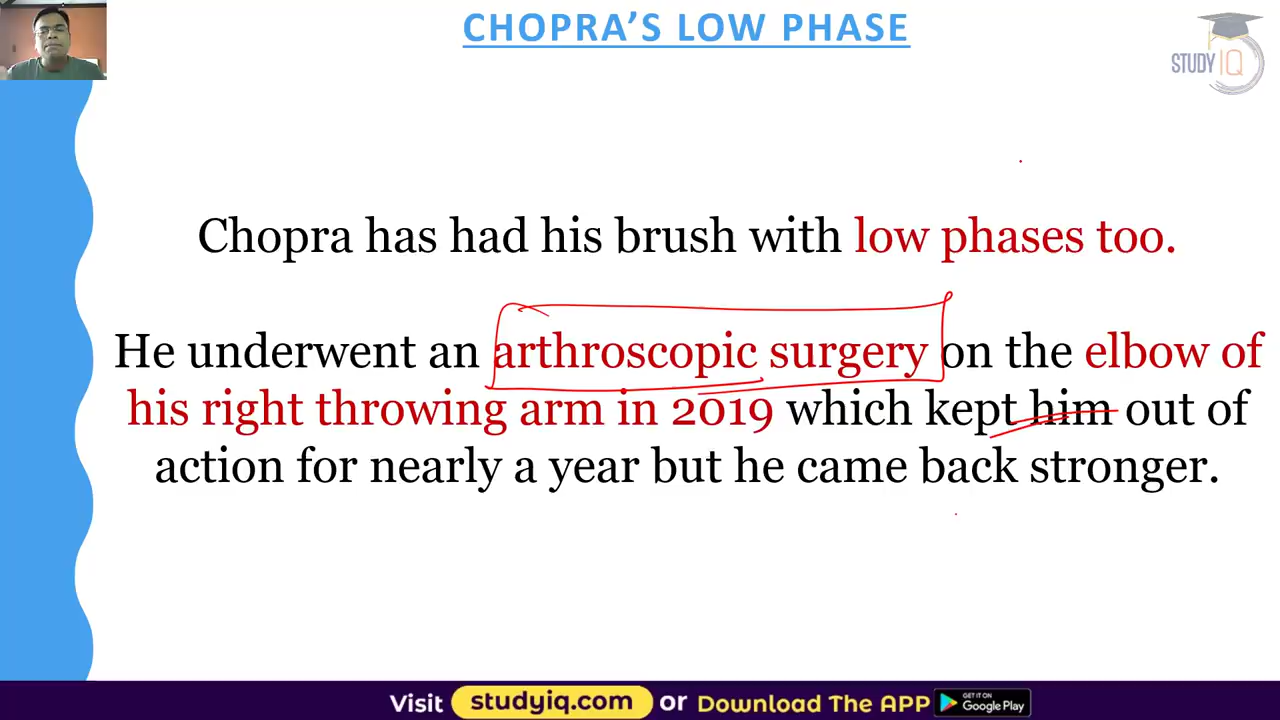 CHOPRA'S LOW PHASE
STUDY IQ
Chopra has had his brush with low phases too.
He underwent an arthroscopic surgery on the elbow of
his right throwing arm in 2019 which kept him out of
action for nearly a year but he came back stronger.
Visit studyiq.com or Download The APP GET IT ON Google Play